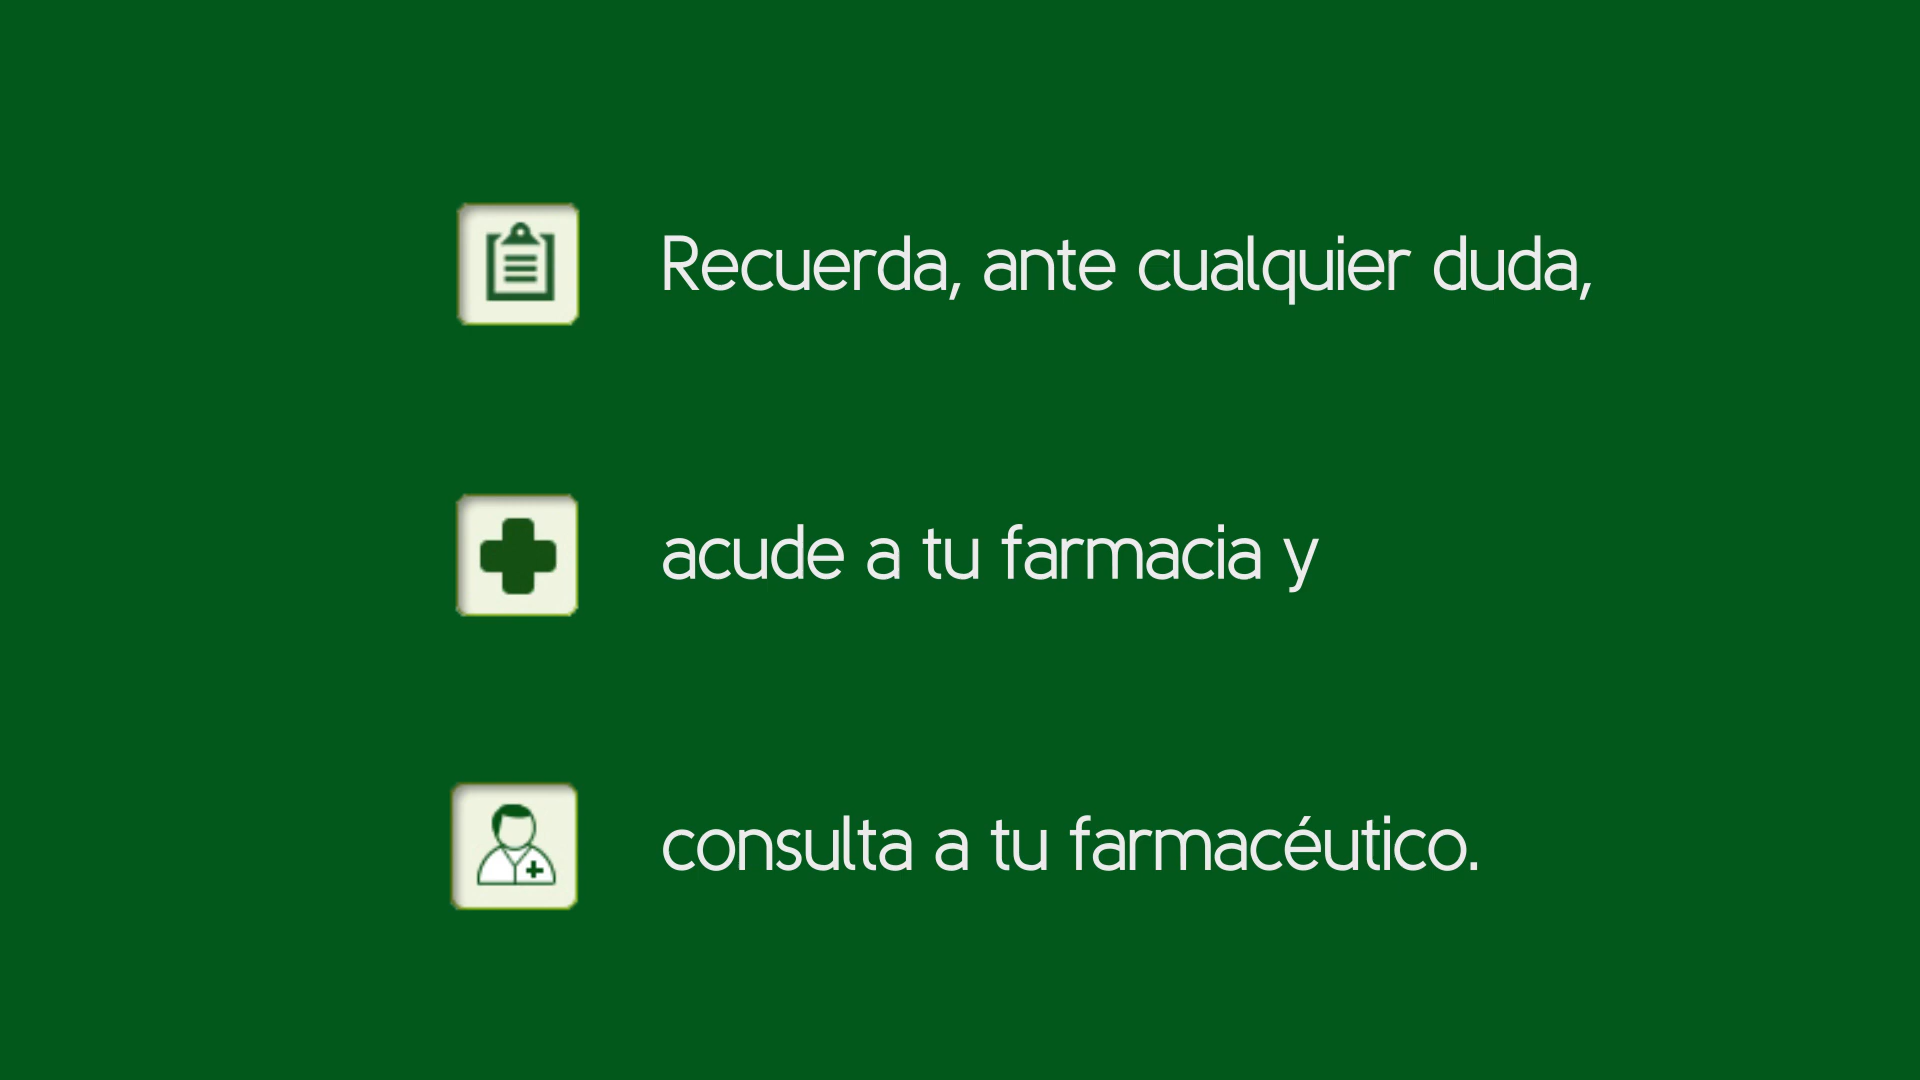 Recuerda, ante cualquier duda,
acude a tu farmacia y
consulta a tu farmacéutico.